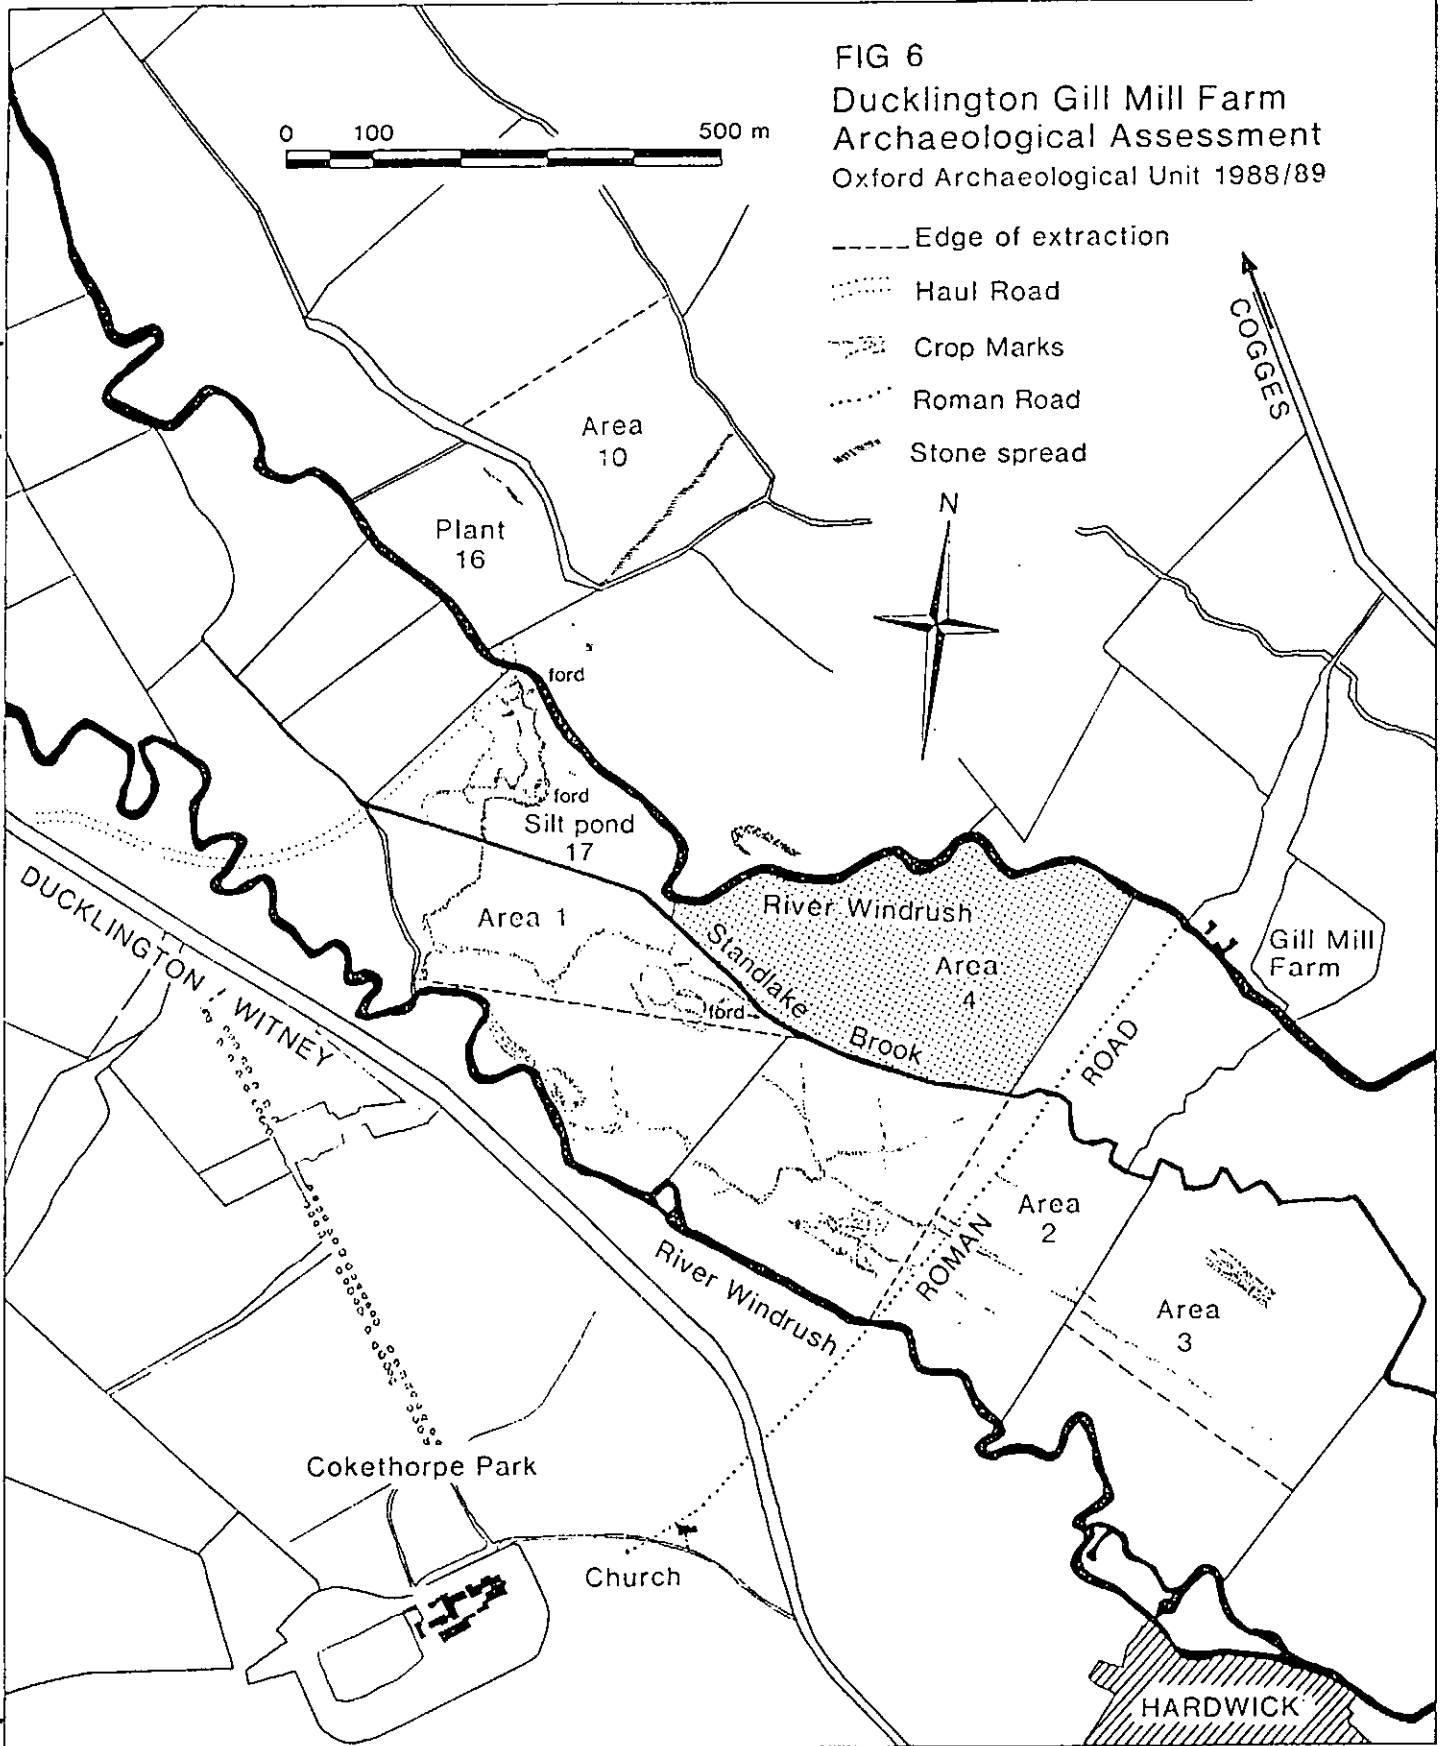 FIG 6
Ducklington Gill Mill Farm
Archaeological Assessment
Oxford Archaeological Unit 1988/89
0 100 500 m
Edge of extraction
Haul Road
Crop Marks
Roman Road
Stone spread
COGGES
N
Area
10
Plant
16
ford
ford
Silt pond
17
Area 1
River Windrush
Standlake Brook
Area
4
ford
Gill Mill
Farm
DUCKLINGTON / WITNEY
ROMAN ROAD
Area
2
Area
3
River Windrush
Cokethorpe Park
Church
HARDWICK